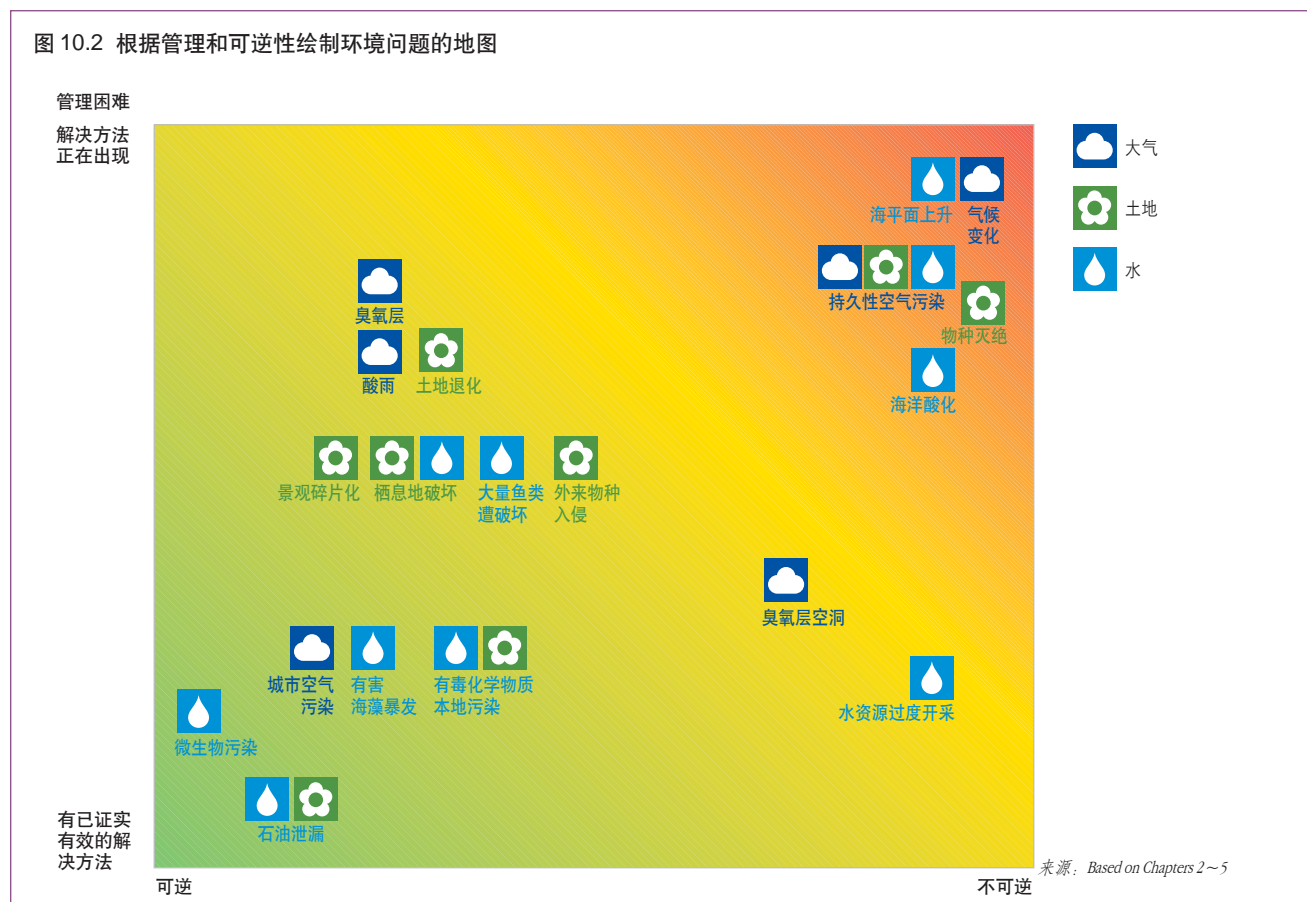 图 10.2 根据管理和可逆性绘制环境问题的地图
管理困难
解决方法
正在出现
大气
土地
水
海平面上升
气候
变化
持久性空气污染
物种灭绝
海洋酸化
臭氧层
酸雨
土地退化
景观碎片化
栖息地破坏
大量鱼类
遭破坏
外来物种
入侵
臭氧层空洞
城市空气
污染
有害
海藻暴发
有毒化学物质
本地污染
水资源过度开采
微生物污染
石油泄漏
有已证实
有效的解
决方法
可逆
不可逆
来源：Based on Chapters 2～5